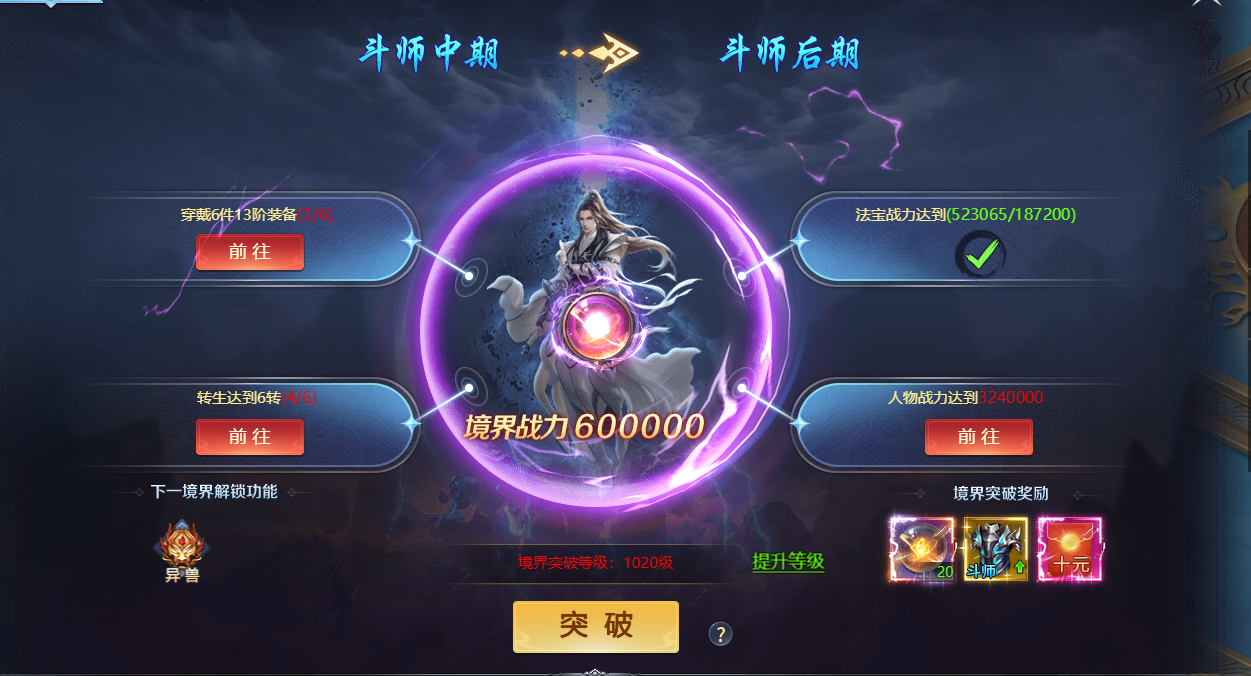 斗师中期
斗师后期
穿戴6件13阶装备(3/6)
前往
法宝战力达到(523065/187200)
转生达到6转(4/6)
前往
人物战力达到3240000
前往
境界战力600000
下一境界解锁功能
异兽
境界突破奖励
20
斗师
十元
境界突破等级：1020级
提升等级
突破
?